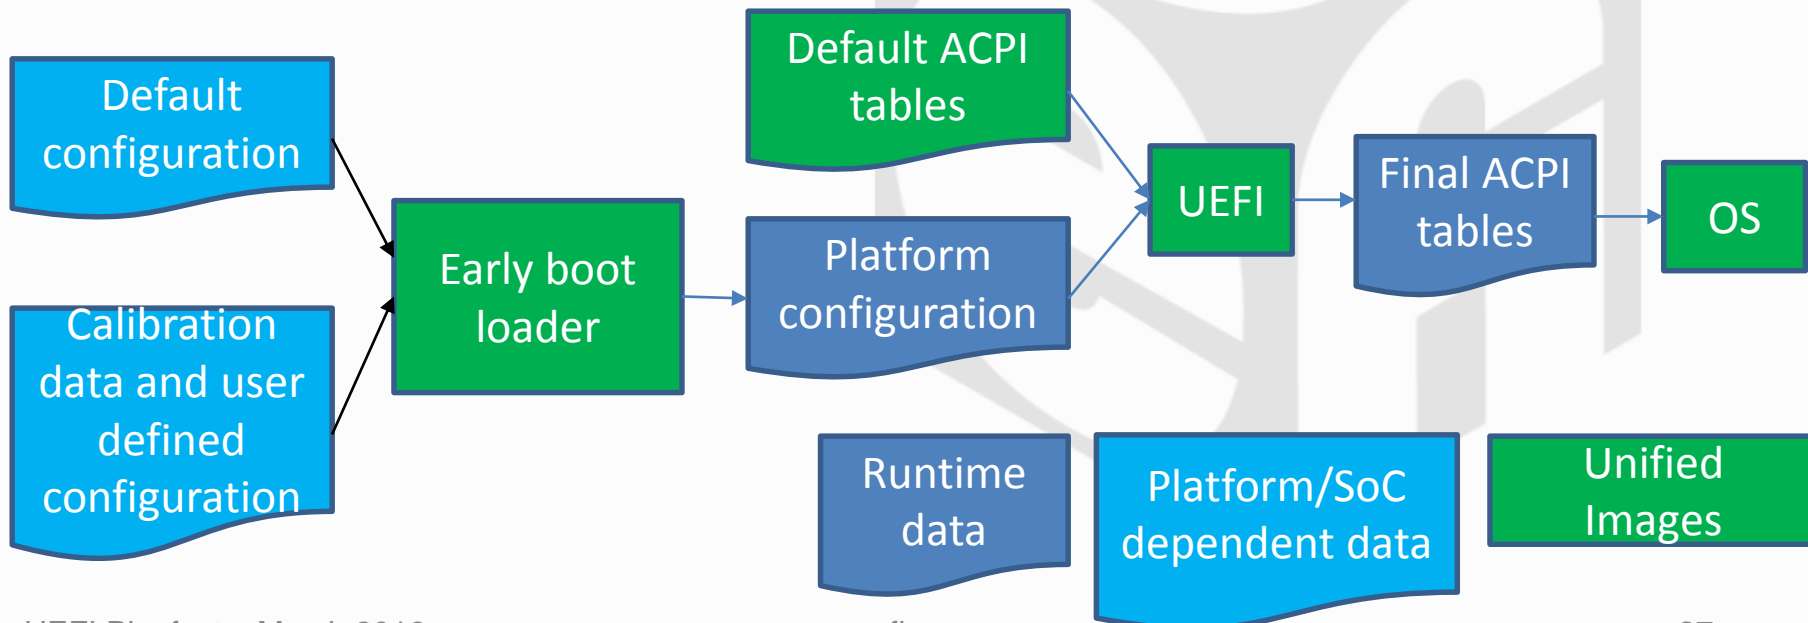 Default
configuration
Calibration
data and user
defined
configuration
Early boot
loader
Default ACPI
tables
Platform
configuration
UEFI
Final ACPI
tables
OS
Runtime
data
Platform/SoC
dependent data
Unified
Images